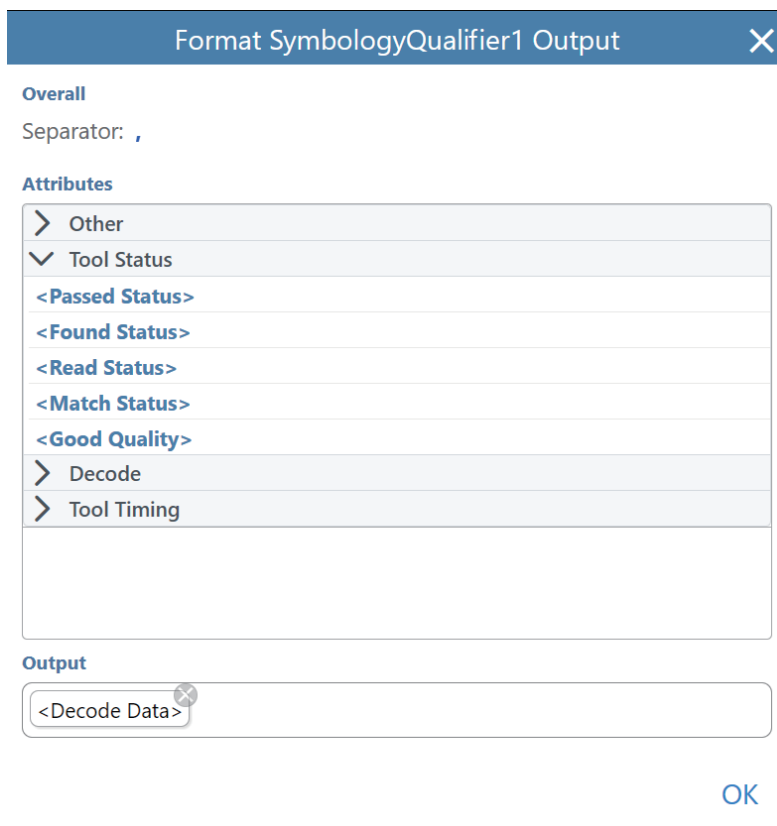 Format SymbologyQualifier1 Output
Overall
Separator: ,
Attributes
Other
Tool Status
<Passed Status>
<Found Status>
<Read Status>
<Match Status>
<Good Quality>
Decode
Tool Timing
Output
<Decode Data>
OK